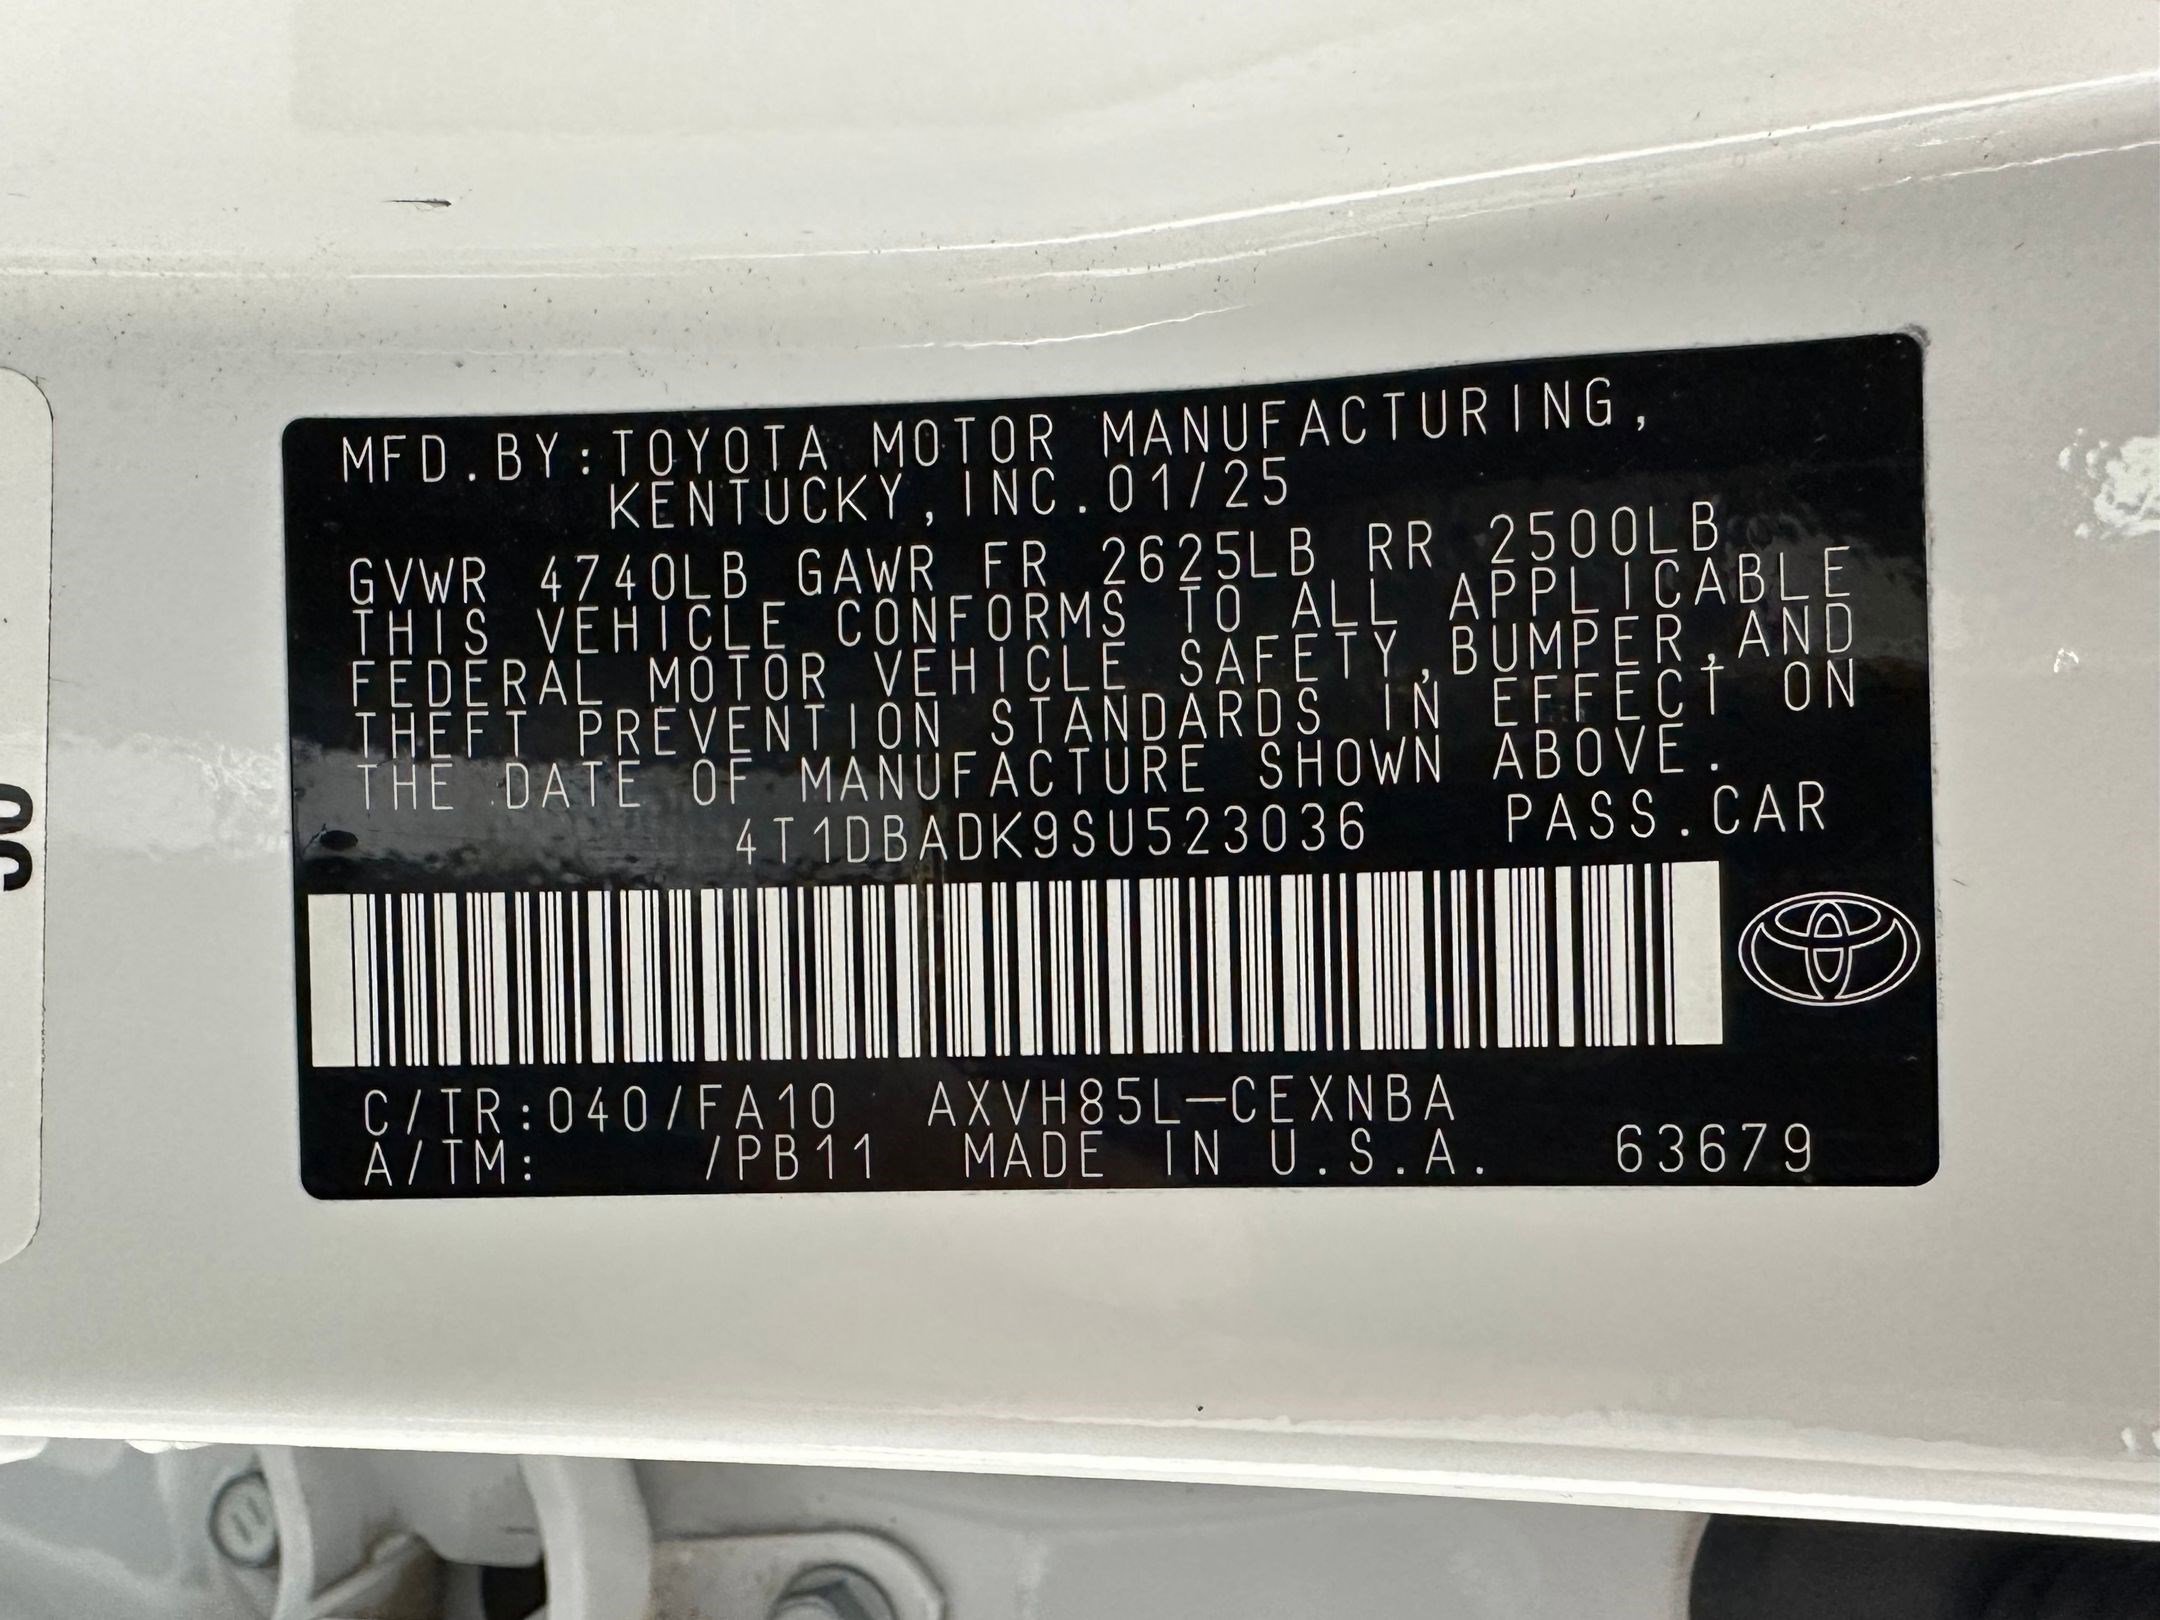 MFD.BY:TOYOTA MOTOR MANUFACTURING,
KENTUCKY,INC.01/25
GVWR 4740LB GAWR FR 2625LB RR 2500LB
THIS VEHICLE CONFORMS TO ALL APPLICABLE
FEDERAL MOTOR VEHICLE SAFETY,BUMPER,AND
THEFT PREVENTION STANDARDS IN EFFECT ON
THE DATE OF MANUFACTURE SHOWN ABOVE.
4T1DBADK9SU523036 PASS.CAR
C/TR:040/FA10 AXVH85L-CEXNBA
A/TM: /PB11 MADE IN U.S.A. 63679